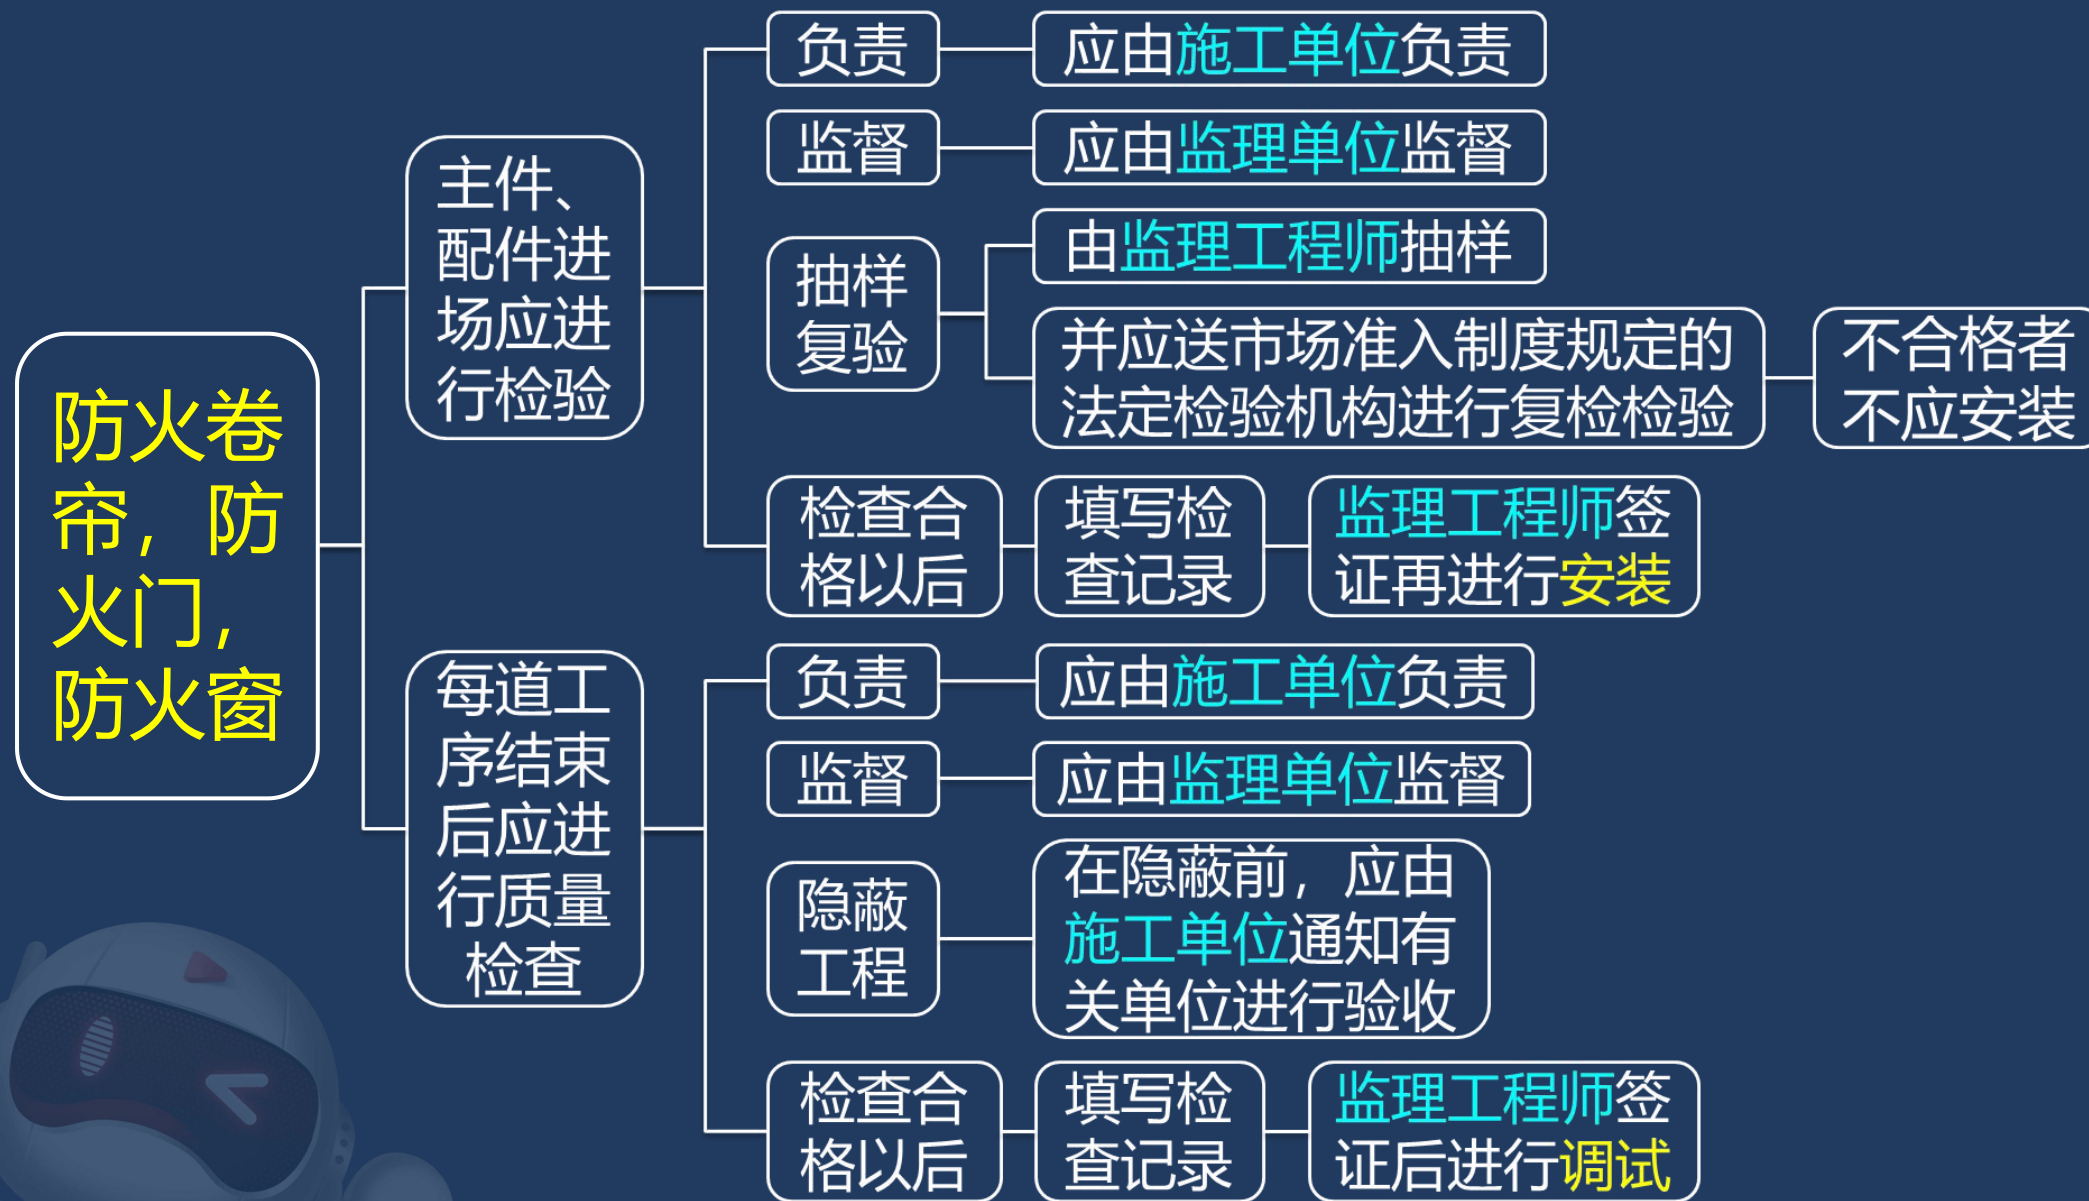 防火卷
帘，防
火门，
防火窗
主件、
配件进
场应进
行检验
负责
应由施工单位负责
监督
应由监理单位监督
抽样
复验
由监理工程师抽样
并应送市场准入制度规定的
法定检验机构进行复检检验
不合格者
不应安装
检查合
格以后
填写检
查记录
监理工程师签
证再进行安装
每道工
序结束
后应进
行质量
检查
负责
应由施工单位负责
监督
应由监理单位监督
隐蔽
工程
在隐蔽前，应由
施工单位通知有
关单位进行验收
检查合
格以后
填写检
查记录
监理工程师签
证后进行调试